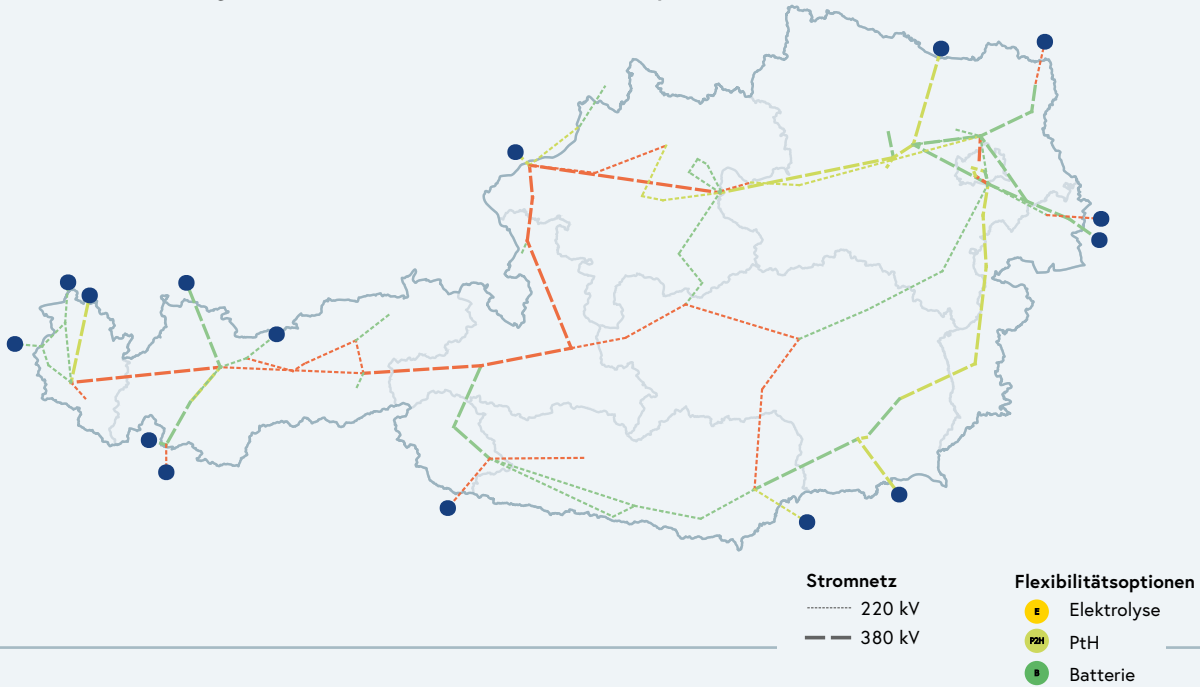 Stromnetz
220 kV
380 kV
Flexibilitätsoptionen
E Elektrolyse
P2H PtH
B Batterie